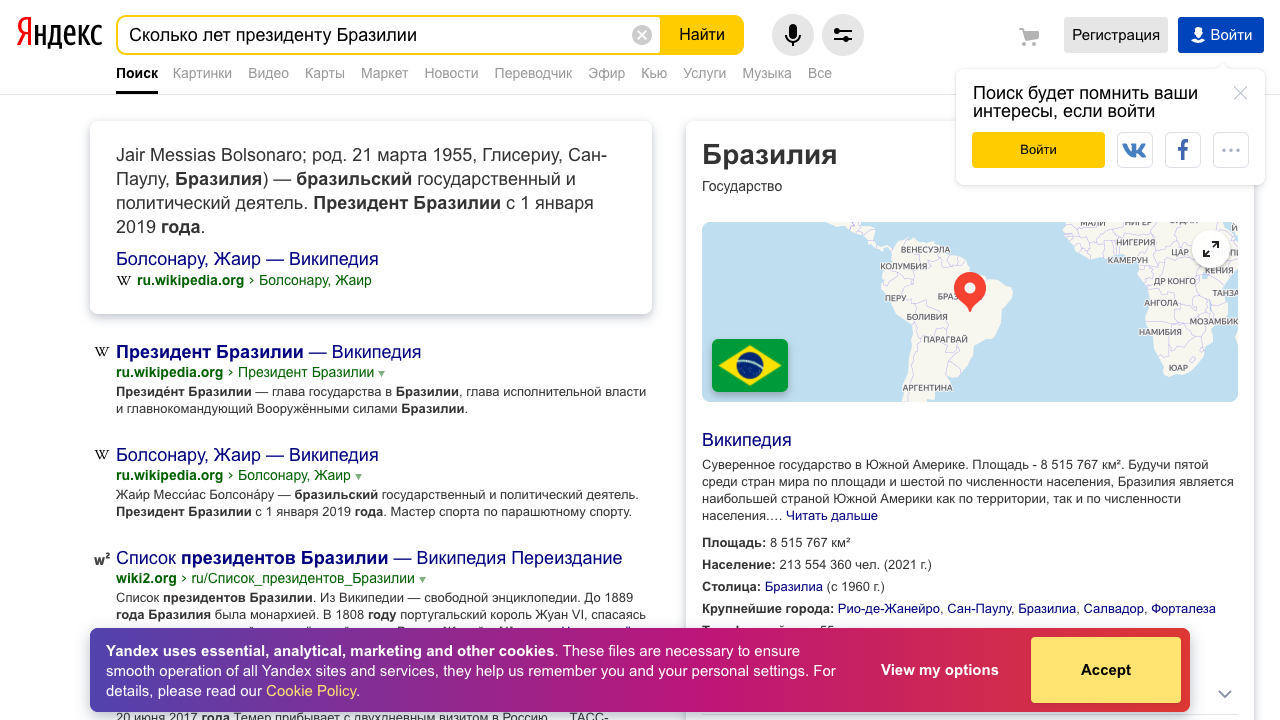 Яндекс
Сколько лет президенту Бразилии
Найти
Регистрация
Войти
Поиск Картинки Видео Карты Маркет Новости Переводчик Эфир Кью Услуги Музыка Все
Поиск будет помнить ваши
интересы, если войти
Войти
Jair Messias Bolsonaro; род. 21 марта 1955, Глисериу, Сан-
Паулу, Бразилия) — бразильский государственный и
политический деятель. Президент Бразилии с 1 января
2019 года.
Болсонару, Жаир — Википедия
ru.wikipedia.org › Болсонару, Жаир
Президент Бразилии — Википедия
ru.wikipedia.org › Президент Бразилии
Президе́нт Бразилии — глава государства в Бразилии, глава исполнительной власти
и главнокомандующий Вооружёнными силами Бразилии.
Болсонару, Жаир — Википедия
ru.wikipedia.org › Болсонару, Жаир
Жаи́р Месси́ас Болсона́ру — бразильский государственный и политический деятель.
Президент Бразилии с 1 января 2019 года. Мастер спорта по парашютному спорту.
Список президентов Бразилии — Википедия Переиздание
wiki2.org › ru/Список_президентов_Бразилии
Список президентов Бразилии. Из Википедии — свободной энциклопедии. До 1889
года Бразилия была монархией. В 1808 году португальский король Жуан VI, спасаясь
20 июня 2017 года Темер прибывает с двухдневным визитом в Россию ... ТАСС-
Бразилия
Государство
МАЛИ
НИГЕР
СУДАН
ВЕНЕСУЭЛА
НИГЕРИЯ
КОЛУМБИЯ
КАМЕРУН
ЦАР
КЕНИЯ
ДР КОНГО
ПЕРУ
БРАЗ
ТАНЗА
АНГОЛА
БОЛИВИЯ
МОЗАМБИК
НАМИБИЯ
ПАРАГВАЙ
ЮАР
АРГЕНТИНА
Википедия
Суверенное государство в Южной Америке. Площадь - 8 515 767 км². Будучи пятой
среди стран мира по площади и шестой по численности населения, Бразилия является
наибольшей страной Южной Америки как по территории, так и по численности
населения.… Читать дальше
Площадь: 8 515 767 км²
Население: 213 554 360 чел. (2021 г.)
Столица: Бразилиа (с 1960 г.)
Крупнейшие города: Рио-де-Жанейро, Сан-Паулу, Бразилиа, Салвадор, Форталеза
Yandex uses essential, analytical, marketing and other cookies. These files are necessary to ensure
smooth operation of all Yandex sites and services, they help us remember you and your personal settings. For
details, please read our Cookie Policy.
View my options
Accept